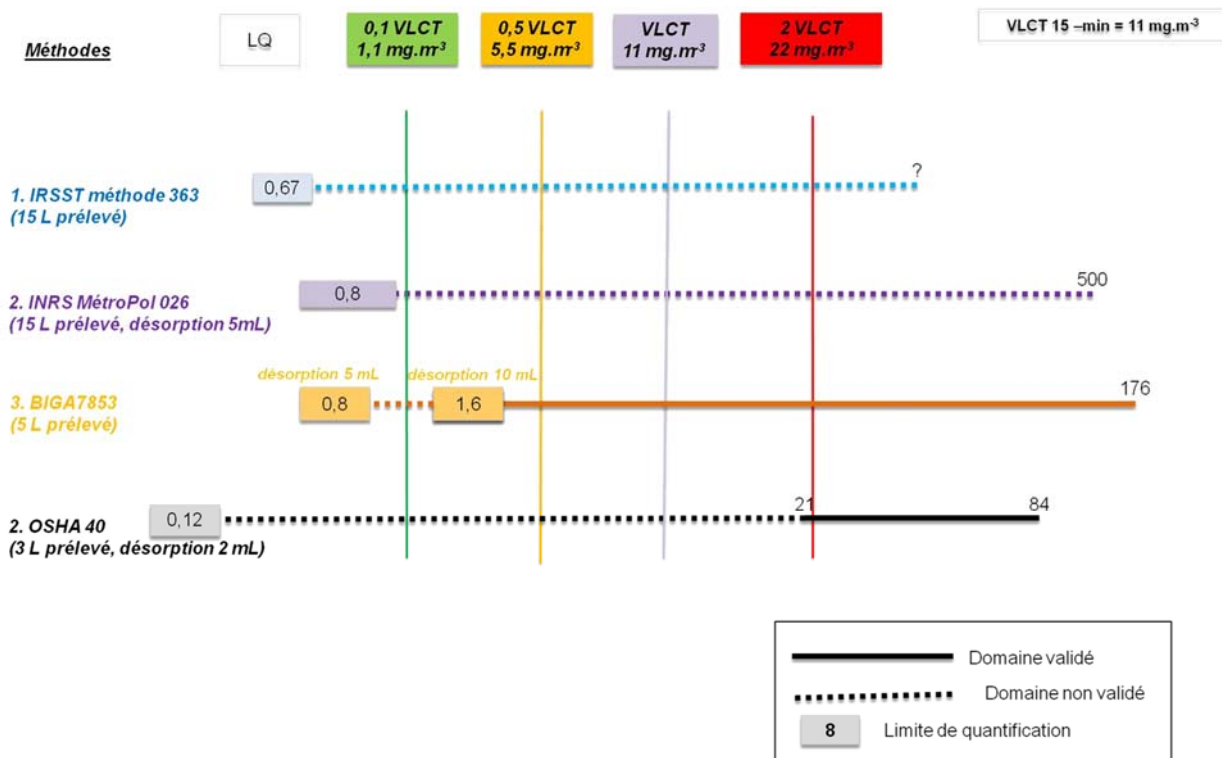 Méthodes
LQ
0,1 VLCT
1,1 mg.m-3
0,5 VLCT
5,5 mg.m-3
VLCT
11 mg.m-3
2 VLCT
22 mg.m-3
VLCT 15 –min = 11 mg.m-3
1. IRSST méthode 363
(15 L prélevé)
0,67
?
2. INRS MétroPol 026
(15 L prélevé, désorption 5mL)
0,8
500
désorption 5 mL
désorption 10 mL
3. BIGA7853
(5 L prélevé)
0,8
1,6
176
2. OSHA 40
(3 L prélevé, désorption 2 mL)
0,12
21
84
Domaine validé
Domaine non validé
8
Limite de quantification